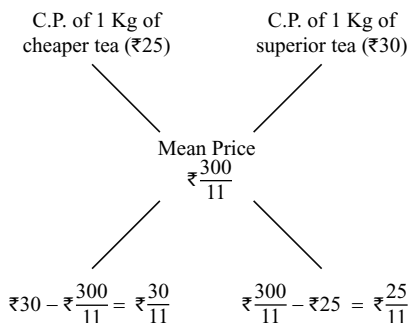 C.P. of 1 Kg of
cheaper tea (₹25)
C.P. of 1 Kg of
superior tea (₹30)
Mean Price
₹300/11
₹30 – ₹300/11 = ₹30/11
₹300/11 – ₹25 = ₹25/11